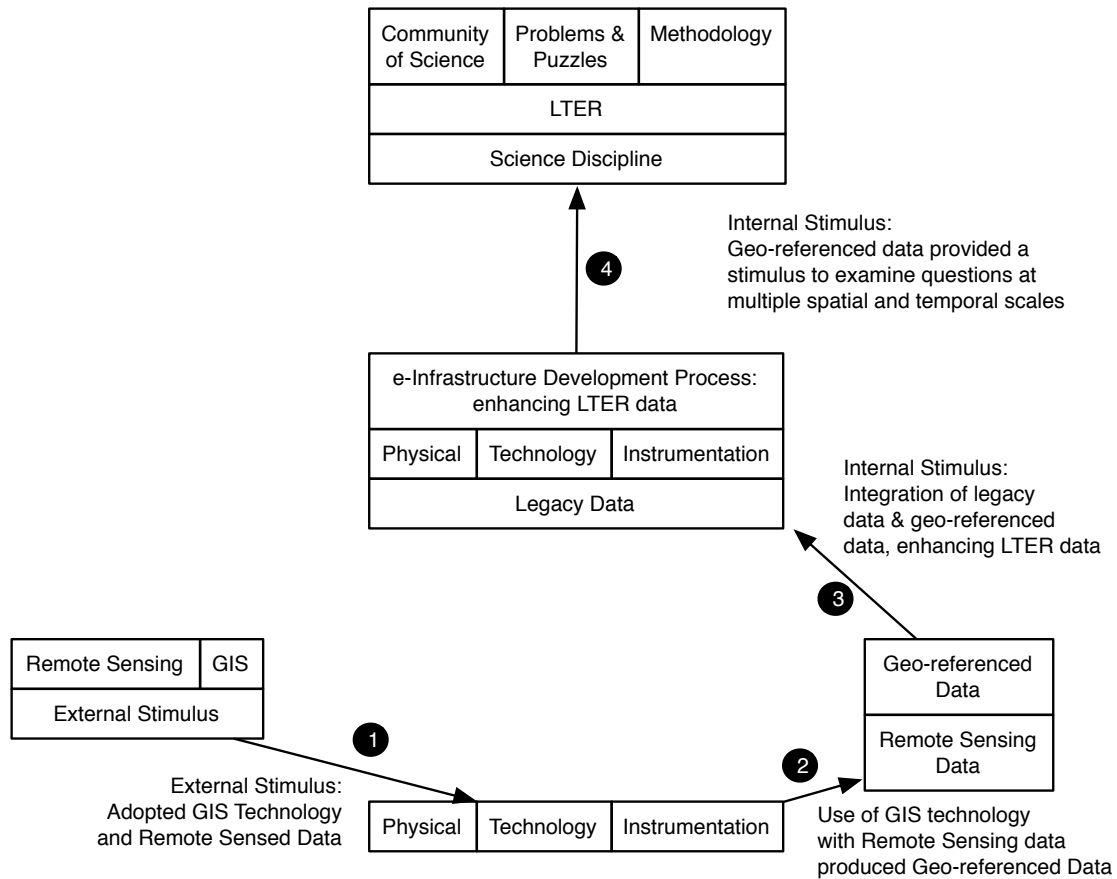 Community
of Science
Problems &
Puzzles
Methodology
LTER
Science Discipline
Internal Stimulus:
Geo-referenced data provided a
stimulus to examine questions at
multiple spatial and temporal scales
4
e-Infrastructure Development Process:
enhancing LTER data
Physical
Technology
Instrumentation
Legacy Data
Internal Stimulus:
Integration of legacy
data & geo-referenced
data, enhancing LTER data
3
Remote Sensing
GIS
External Stimulus
Geo-referenced
Data
Remote Sensing
Data
1
2
External Stimulus:
Adopted GIS Technology
and Remote Sensed Data
Physical
Technology
Instrumentation
Use of GIS technology
with Remote Sensing data
produced Geo-referenced Data